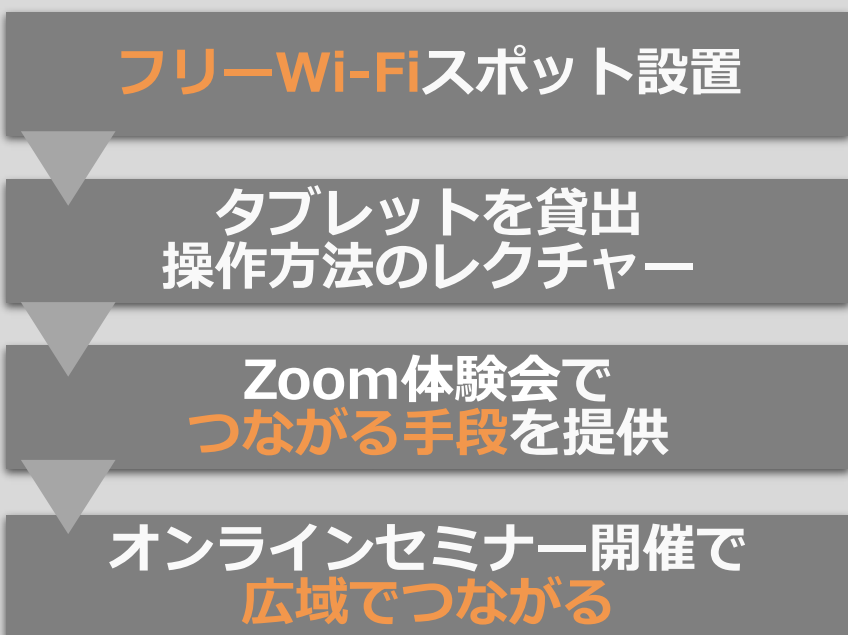 フリーWi-Fiスポット設置
タブレットを貸出
操作方法のレクチャー
Zoom体験会で
つながる手段を提供
オンラインセミナー開催で
広域でつながる